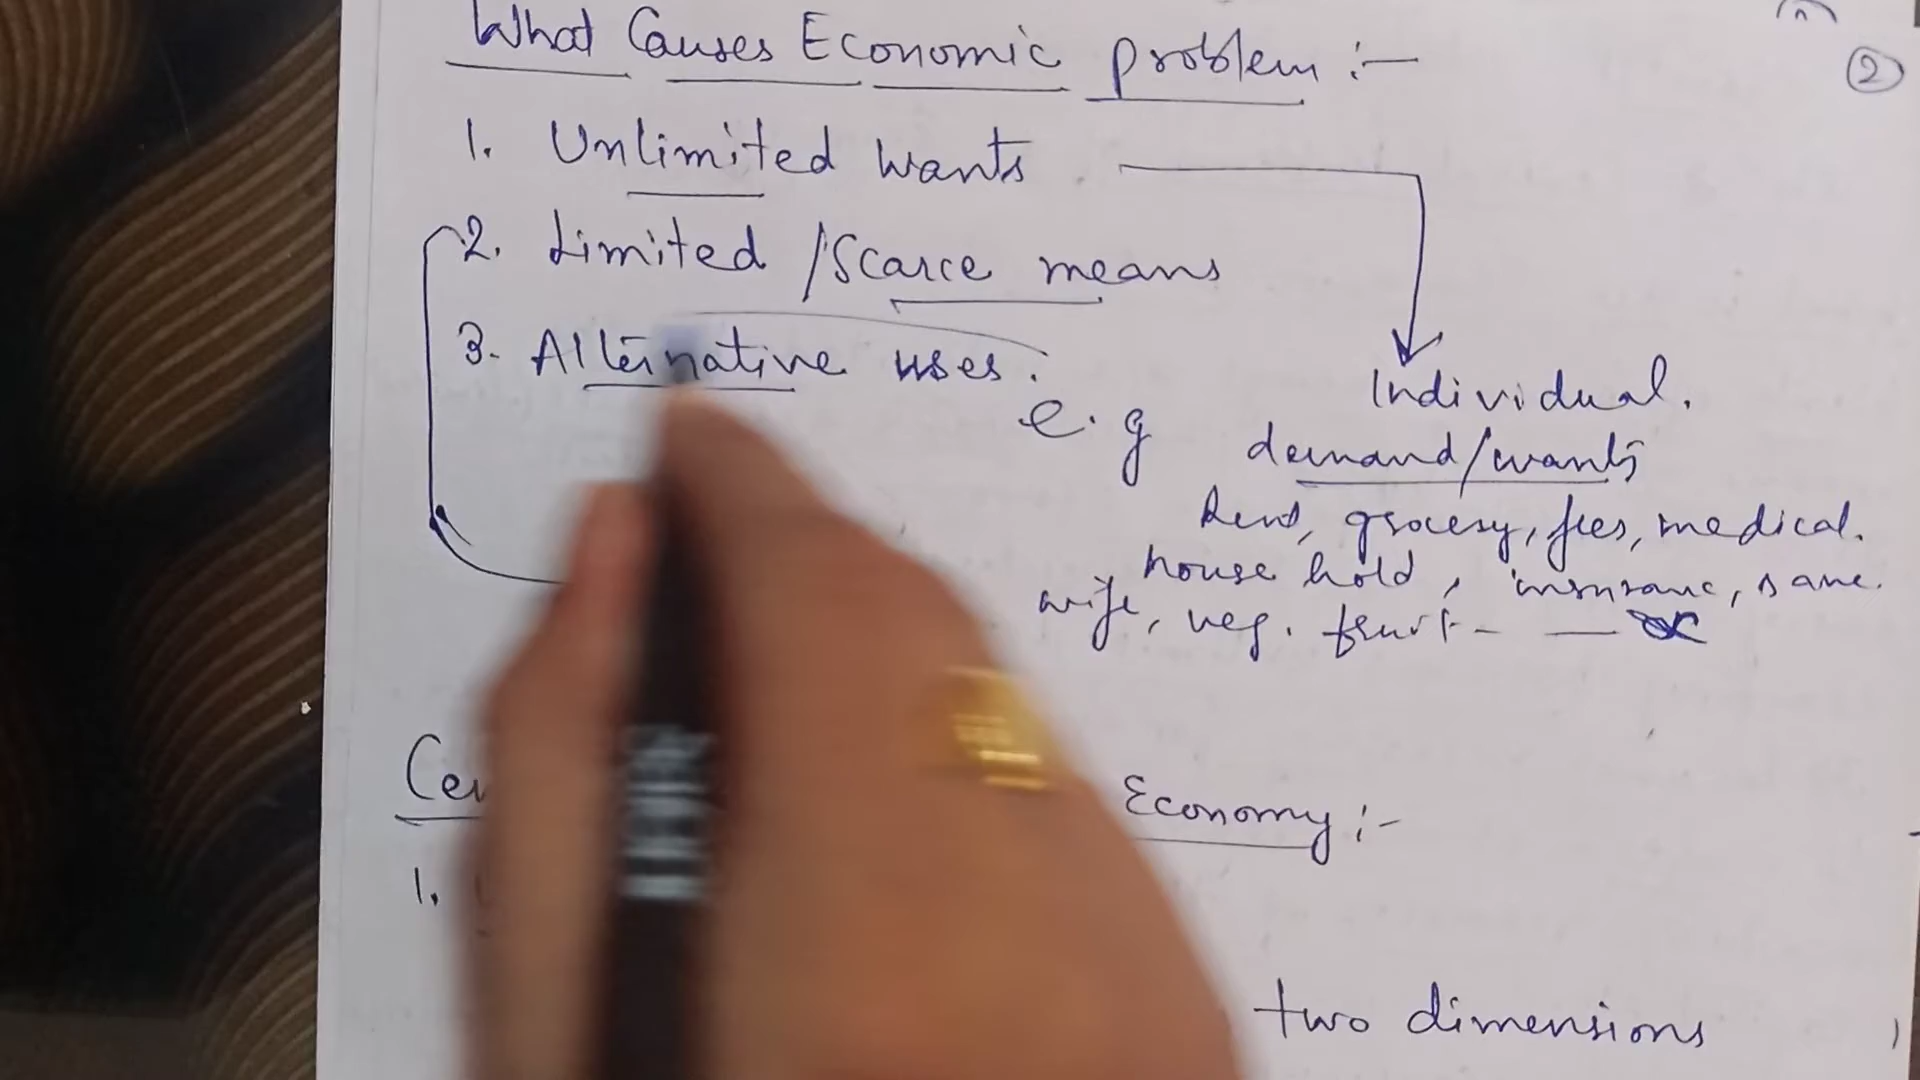 What Causes Economic problem :-
2
1. Unlimited wants
2. Limited /Scarce means
3. Alternative uses.
e.g
Individual.
demand/wants
Rent, grocery, fees, medical.
house hold, insurance, save.
wife, veg. fruit - —
Economy :-
1.
two dimensions